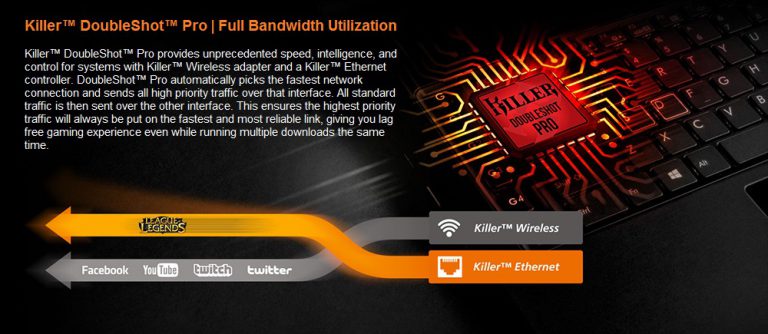 Killer™ DoubleShot™ Pro | Full Bandwidth Utilization
Killer™ DoubleShot™ Pro provides unprecedented speed, intelligence, and
control for systems with Killer™ Wireless adapter and a Killer™ Ethernet
controller. DoubleShot™ Pro automatically picks the fastest network
connection and sends all high priority traffic over that interface. All standard
traffic is then sent over the other interface. This ensures the highest priority
traffic will always be put on the fastest and most reliable link, giving you lag
free gaming experience even while running multiple downloads the same
time.
KILLER
DOUBLESHOT
PRO
G4
Alt
Ctrl
Fn
LEAGUE OF
LEGENDS
Killer™ Wireless
Facebook YouTube twitch twitter
Killer™ Ethernet